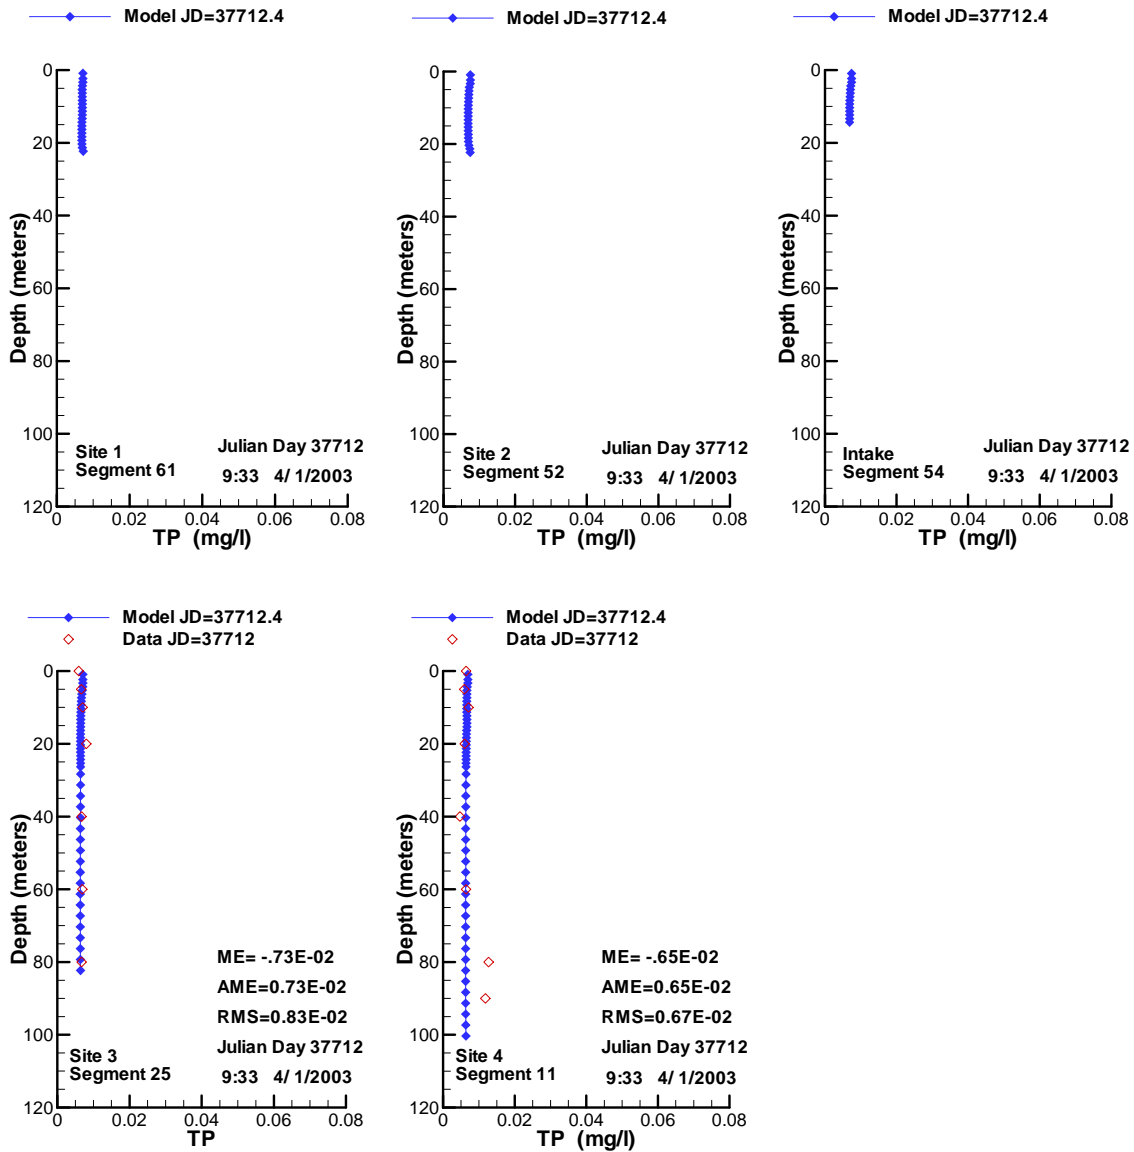 Model JD=37712.4
0
20
40
60
80
100
120
Depth (meters)
Site 1
Segment 61
Julian Day 37712
9:33 4/ 1/2003
0 0.02 0.04 0.06 0.08
TP (mg/l)
Model JD=37712.4
0
20
40
60
80
100
120
Depth (meters)
Site 2
Segment 52
Julian Day 37712
9:33 4/ 1/2003
0 0.02 0.04 0.06 0.08
TP (mg/l)
Model JD=37712.4
0
20
40
60
80
100
120
Depth (meters)
Intake
Segment 54
Julian Day 37712
9:33 4/ 1/2003
0 0.02 0.04 0.06 0.08
TP (mg/l)
Model JD=37712.4
Data JD=37712
0
20
40
60
80
100
120
Depth (meters)
ME= -.73E-02
AME=0.73E-02
RMS=0.83E-02
Site 3
Segment 25
Julian Day 37712
9:33 4/ 1/2003
0 0.02 0.04 0.06 0.08
TP
Model JD=37712.4
Data JD=37712
0
20
40
60
80
100
120
Depth (meters)
ME= -.65E-02
AME=0.65E-02
RMS=0.67E-02
Site 4
Segment 11
Julian Day 37712
9:33 4/ 1/2003
0 0.02 0.04 0.06 0.08
TP (mg/l)